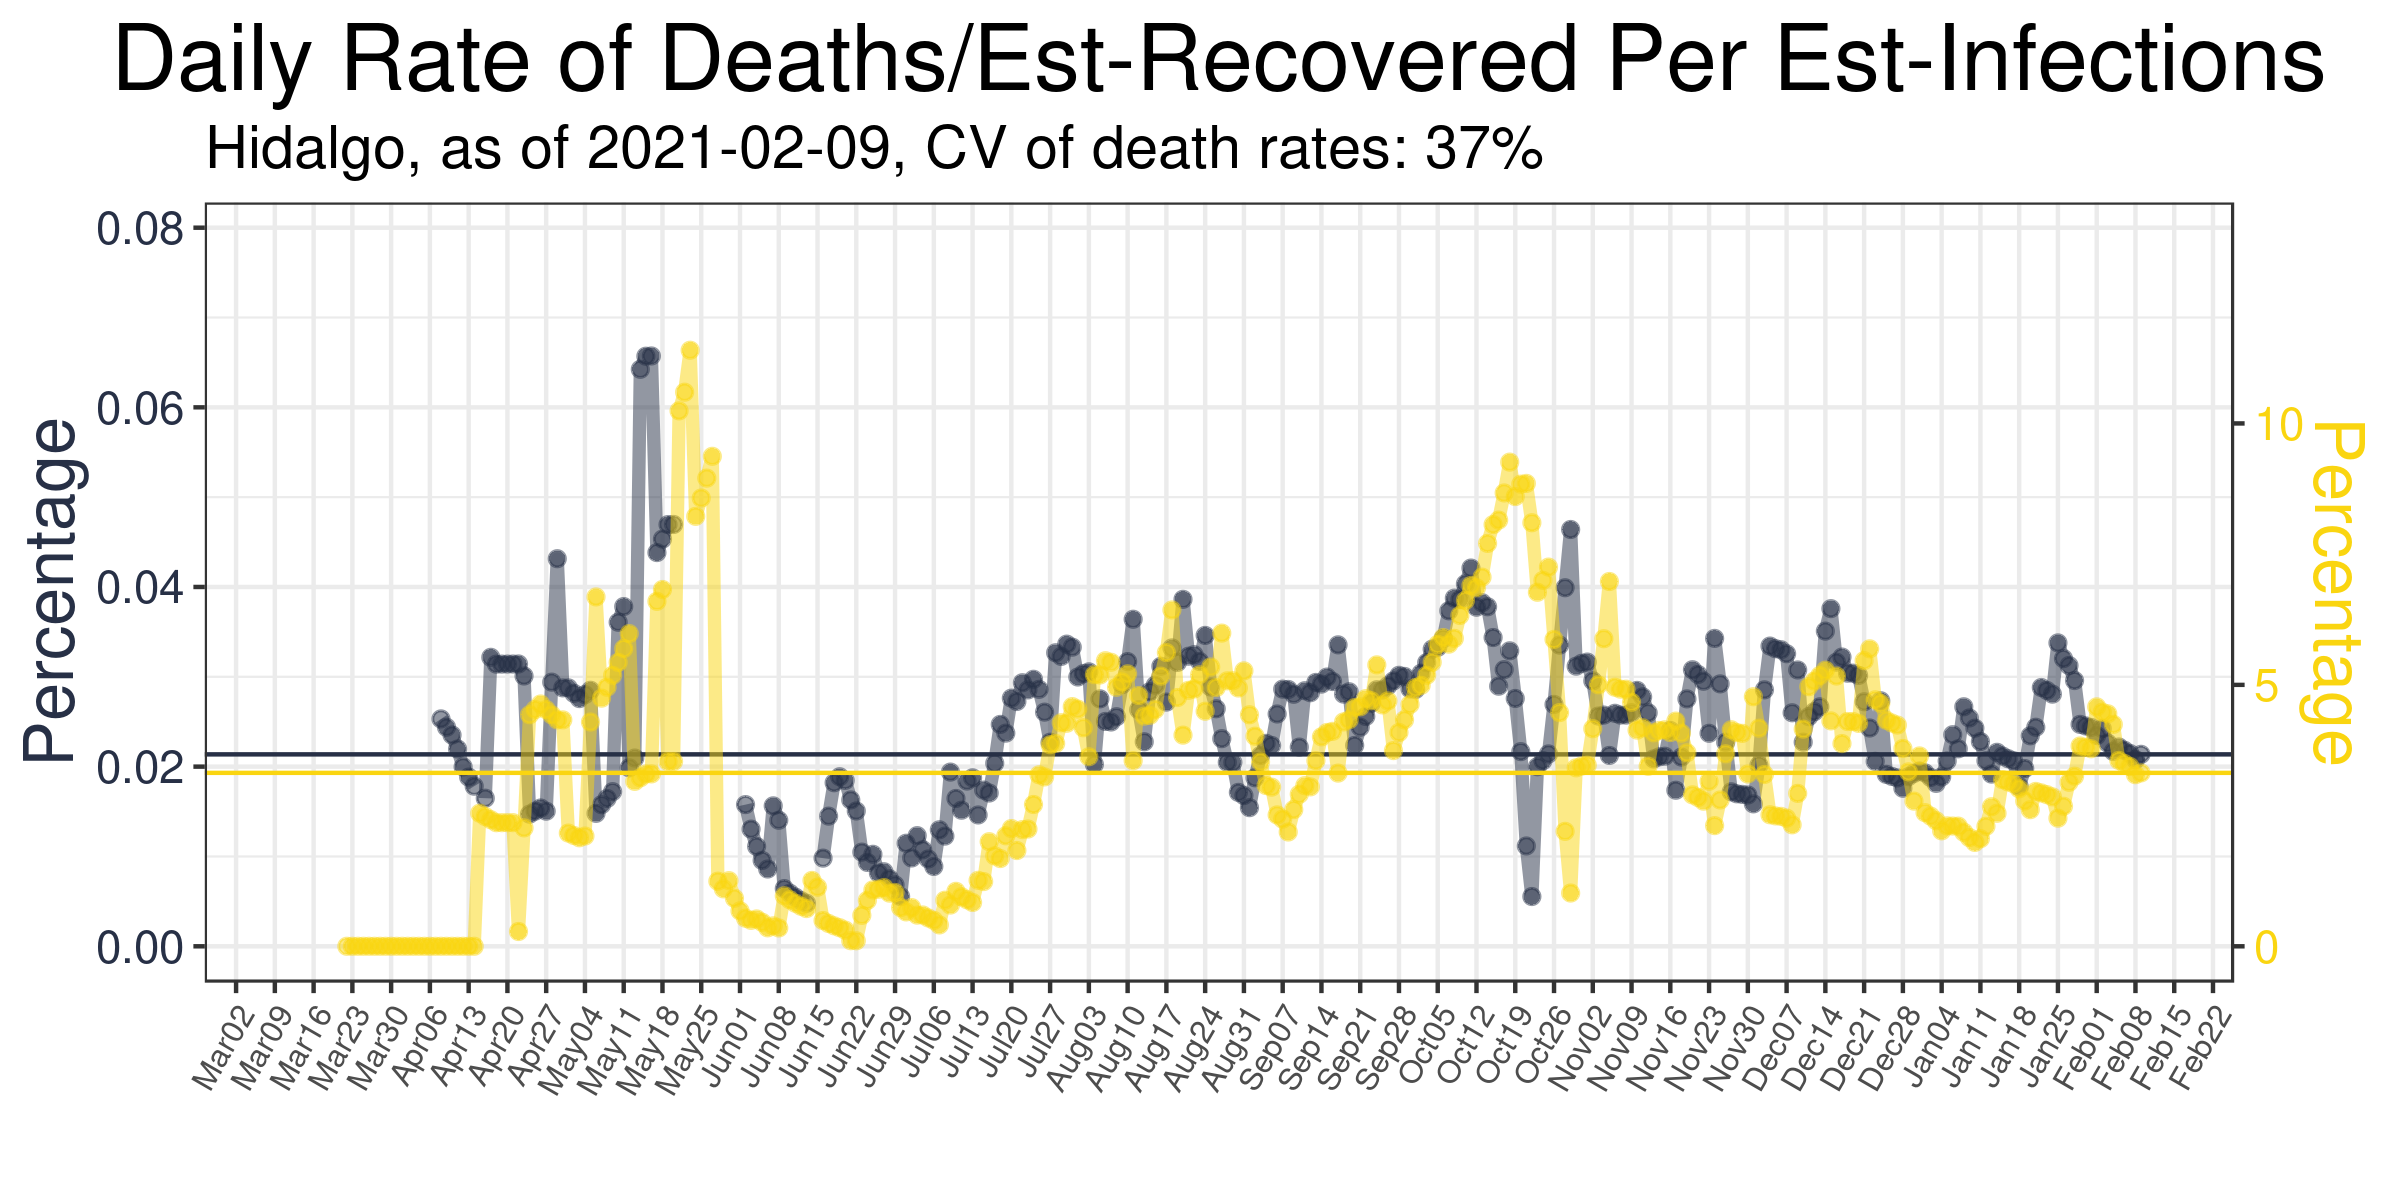 Daily Rate of Deaths/Est-Recovered Per Est-Infections
Hidalgo, as of 2021-02-09, CV of death rates: 37%
Percentage
0.08
0.06
0.04
0.02
0.00
10
5
0
Percentage
Mar02
Mar09
Mar16
Mar23
Mar30
Apr06
Apr13
Apr20
Apr27
May04
May11
May18
May25
Jun01
Jun08
Jun15
Jun22
Jun29
Jul06
Jul13
Jul20
Jul27
Aug03
Aug10
Aug17
Aug24
Aug31
Sep07
Sep14
Sep21
Sep28
Oct05
Oct12
Oct19
Oct26
Nov02
Nov09
Nov16
Nov23
Nov30
Dec07
Dec14
Dec21
Dec28
Jan04
Jan11
Jan18
Jan25
Feb01
Feb08
Feb15
Feb22